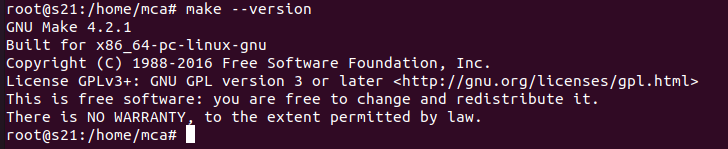 root@s21:/home/mca# make --version
GNU Make 4.2.1
Built for x86_64-pc-linux-gnu
Copyright (C) 1988-2016 Free Software Foundation, Inc.
License GPLv3+: GNU GPL version 3 or later <http://gnu.org/licenses/gpl.html>
This is free software: you are free to change and redistribute it.
There is NO WARRANTY, to the extent permitted by law.
root@s21:/home/mca#